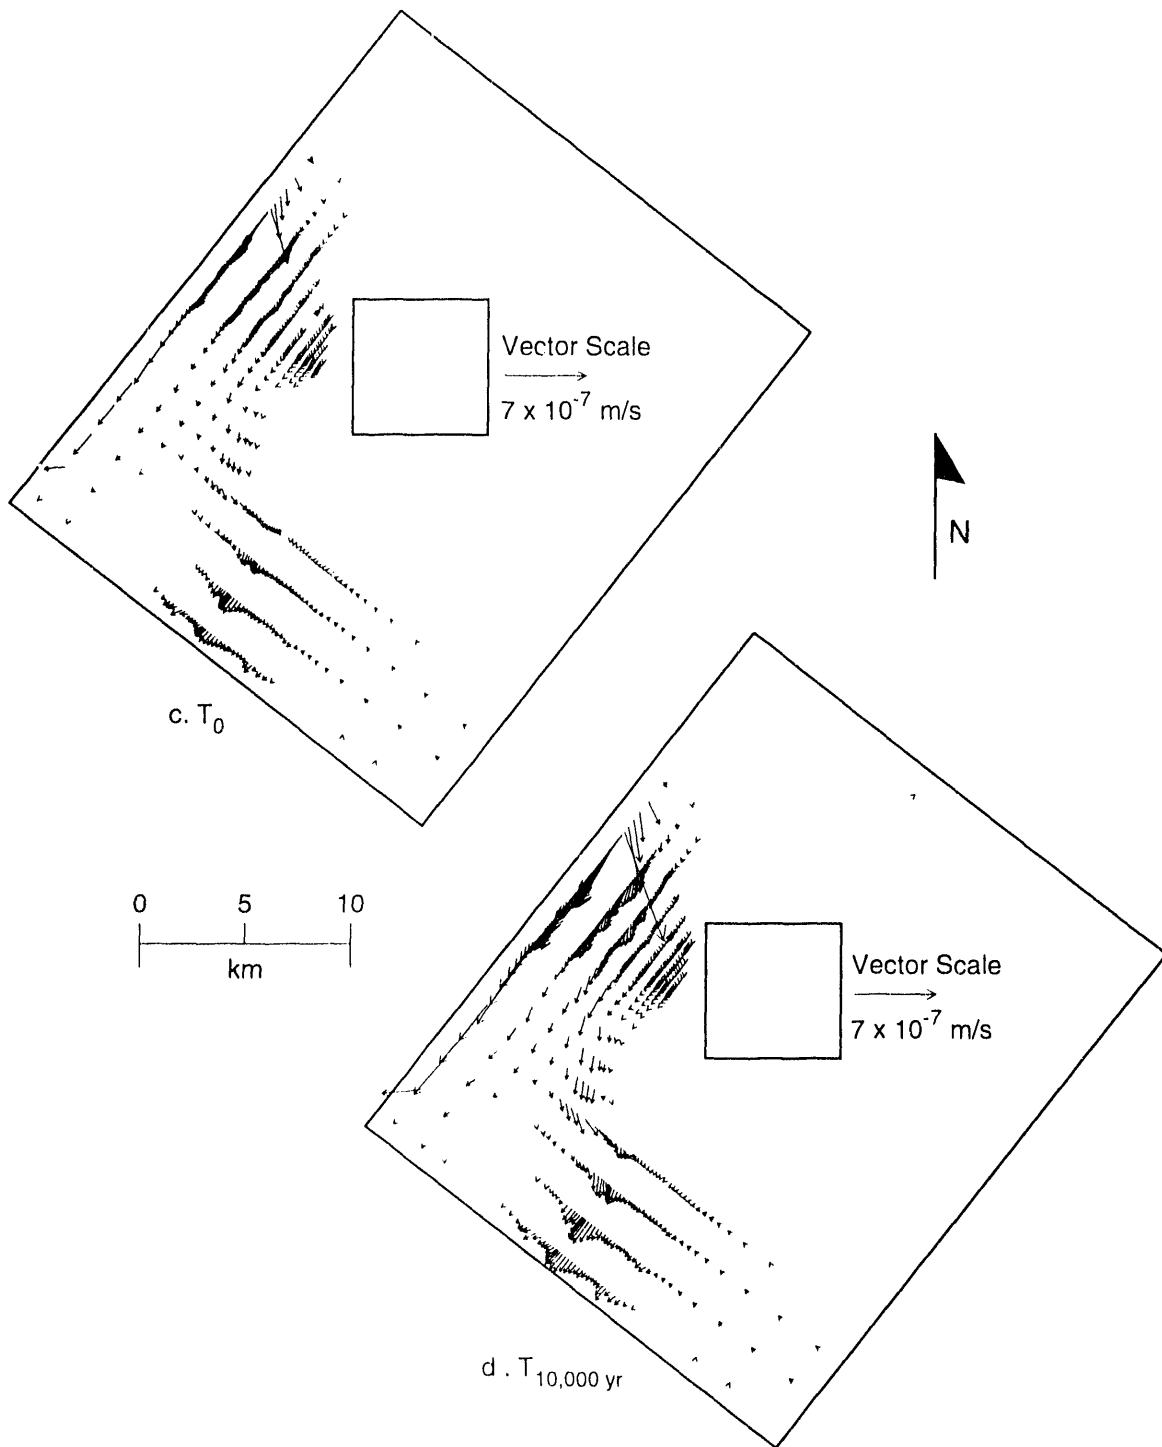 Vector Scale
7 x 10⁻⁷ m/s
N
c. T₀
0 5 10
km
Vector Scale
7 x 10⁻⁷ m/s
d . T₁₀,₀₀₀ yr